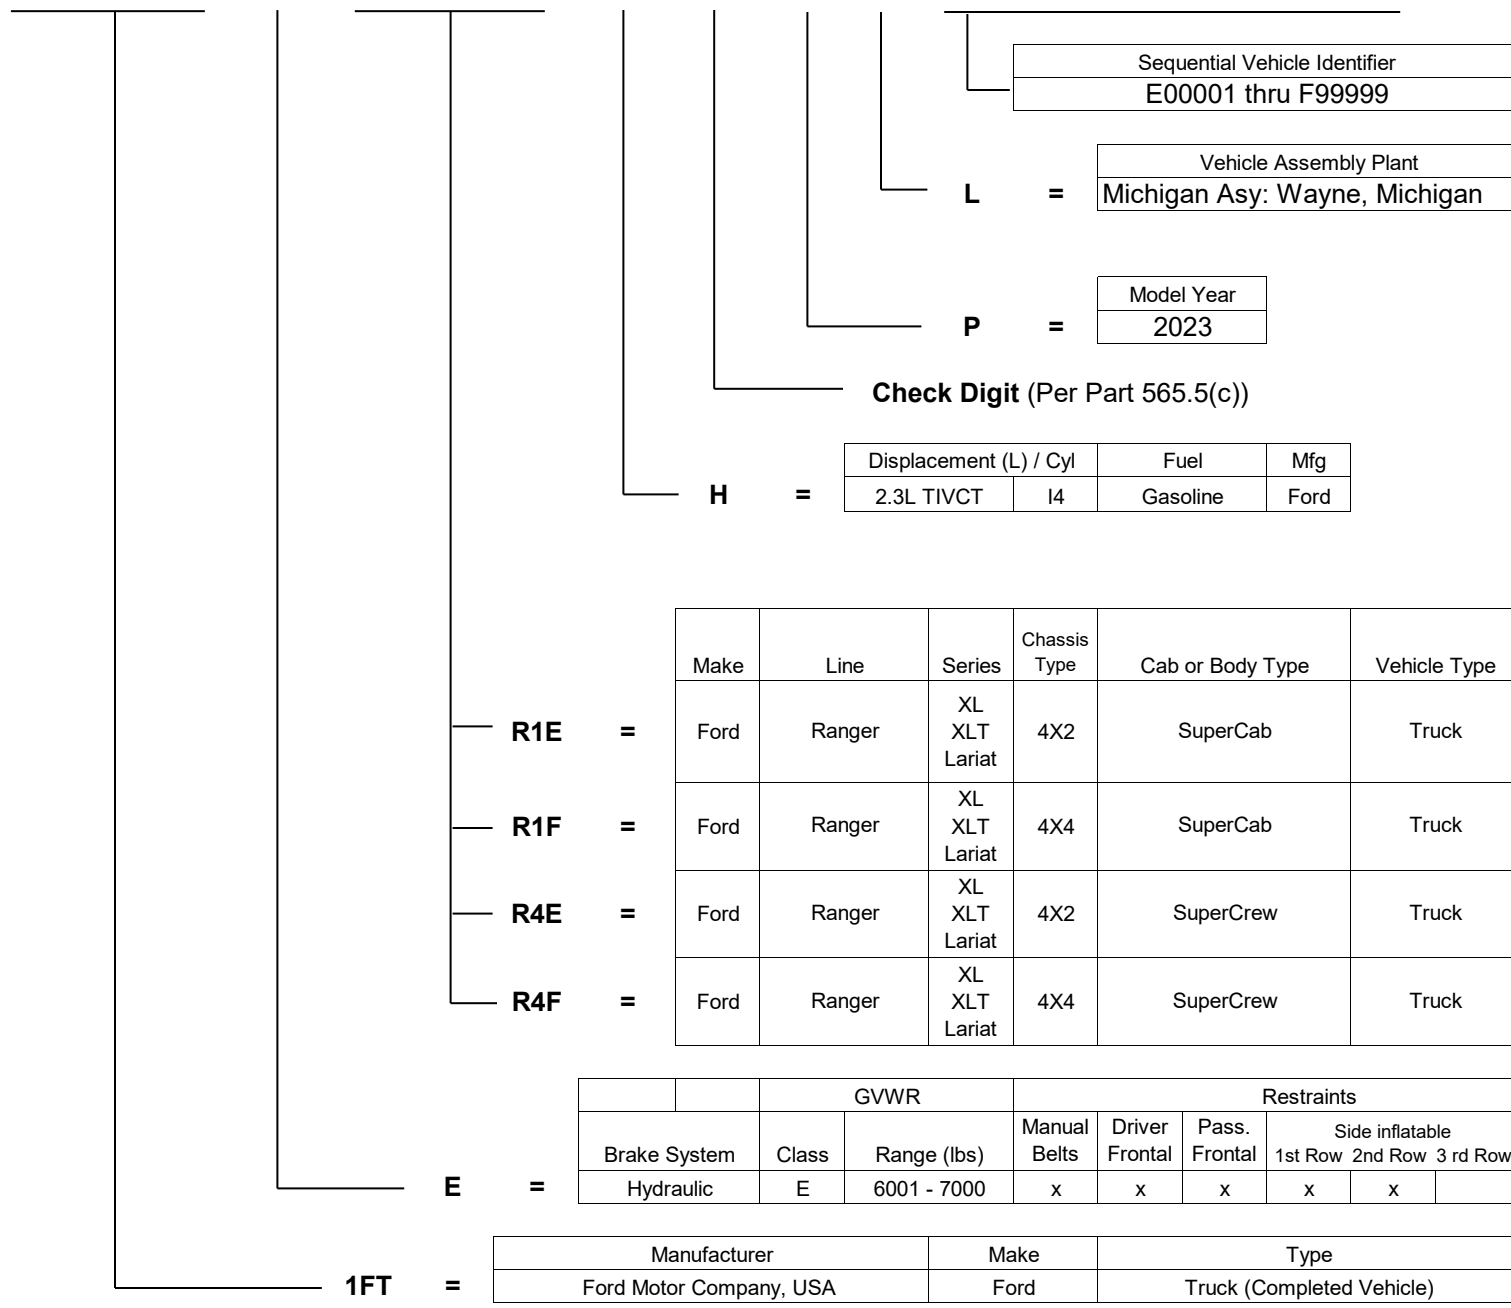 Sequential Vehicle Identifier
E00001 thru F99999
Vehicle Assembly Plant
L = Michigan Asy: Wayne, Michigan
Model Year
P = 2023
Check Digit (Per Part 565.5(c))
Displacement (L) / Cyl Fuel Mfg
H = 2.3L TIVCT I4 Gasoline Ford
Make Line Series Chassis Type Cab or Body Type Vehicle Type
R1E = Ford Ranger XL XLT Lariat 4X2 SuperCab Truck
R1F = Ford Ranger XL XLT Lariat 4X4 SuperCab Truck
R4E = Ford Ranger XL XLT Lariat 4X2 SuperCrew Truck
R4F = Ford Ranger XL XLT Lariat 4X4 SuperCrew Truck
GVWR Restraints
Brake System Class Range (lbs) Manual Belts Driver Frontal Pass. Frontal Side inflatable 1st Row 2nd Row 3 rd Row
E = Hydraulic E 6001 - 7000 x x x x x
Manufacturer Make Type
1FT = Ford Motor Company, USA Ford Truck (Completed Vehicle)